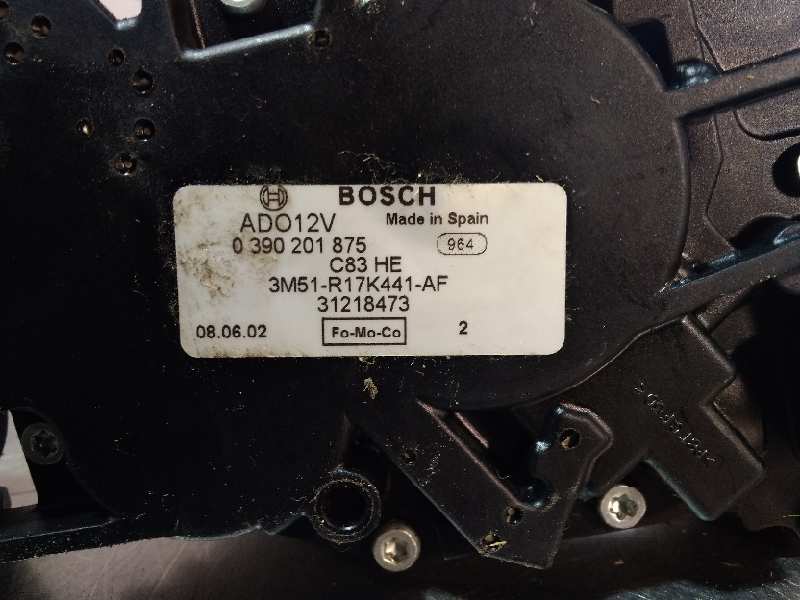 BOSCH
ADO12V Made in Spain
0 390 201 875 964
C83 HE
3M51-R17K441-AF
31218473
08.06.02 Fo-Mo-Co 2